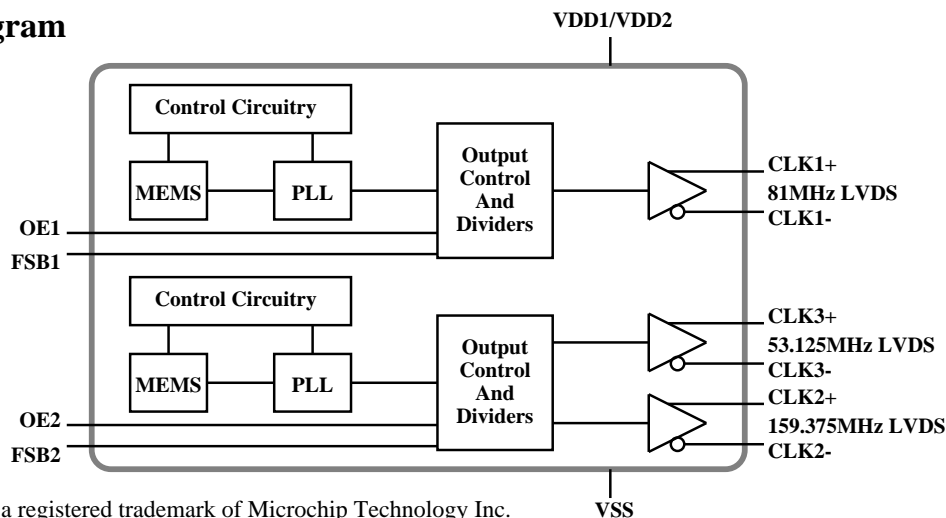 gram
VDD1/VDD2
Control Circuitry
MEMS
PLL
Output
Control
And
Dividers
CLK1+
81MHz LVDS
CLK1-
OE1
FSB1
Control Circuitry
MEMS
PLL
Output
Control
And
Dividers
CLK3+
53.125MHz LVDS
CLK3-
CLK2+
159.375MHz LVDS
CLK2-
OE2
FSB2
a registered trademark of Microchip Technology Inc.
VSS